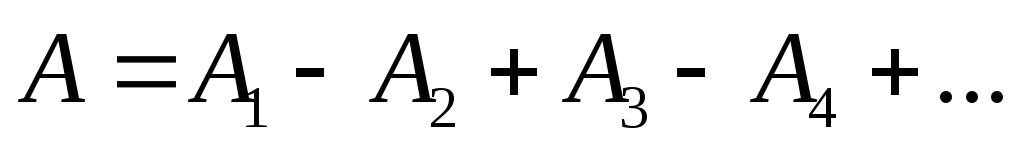 A = A₁ - A₂ + A₃ - A₄ + ...